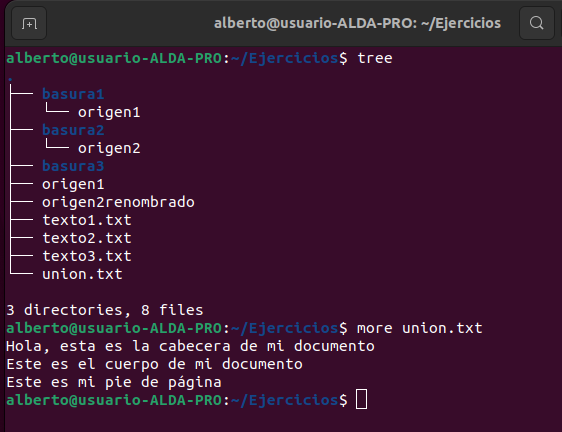 alberto@usuario-ALDA-PRO: ~/Ejercicios
alberto@usuario-ALDA-PRO:~/Ejercicios$ tree
.
├── basura1
│   └── origen1
├── basura2
│   └── origen2
├── basura3
├── origen1
├── origen2renombrado
├── texto1.txt
├── texto2.txt
├── texto3.txt
└── union.txt
3 directories, 8 files
alberto@usuario-ALDA-PRO:~/Ejercicios$ more union.txt
Hola, esta es la cabecera de mi documento
Este es el cuerpo de mi documento
Este es mi pie de página
alberto@usuario-ALDA-PRO:~/Ejercicios$